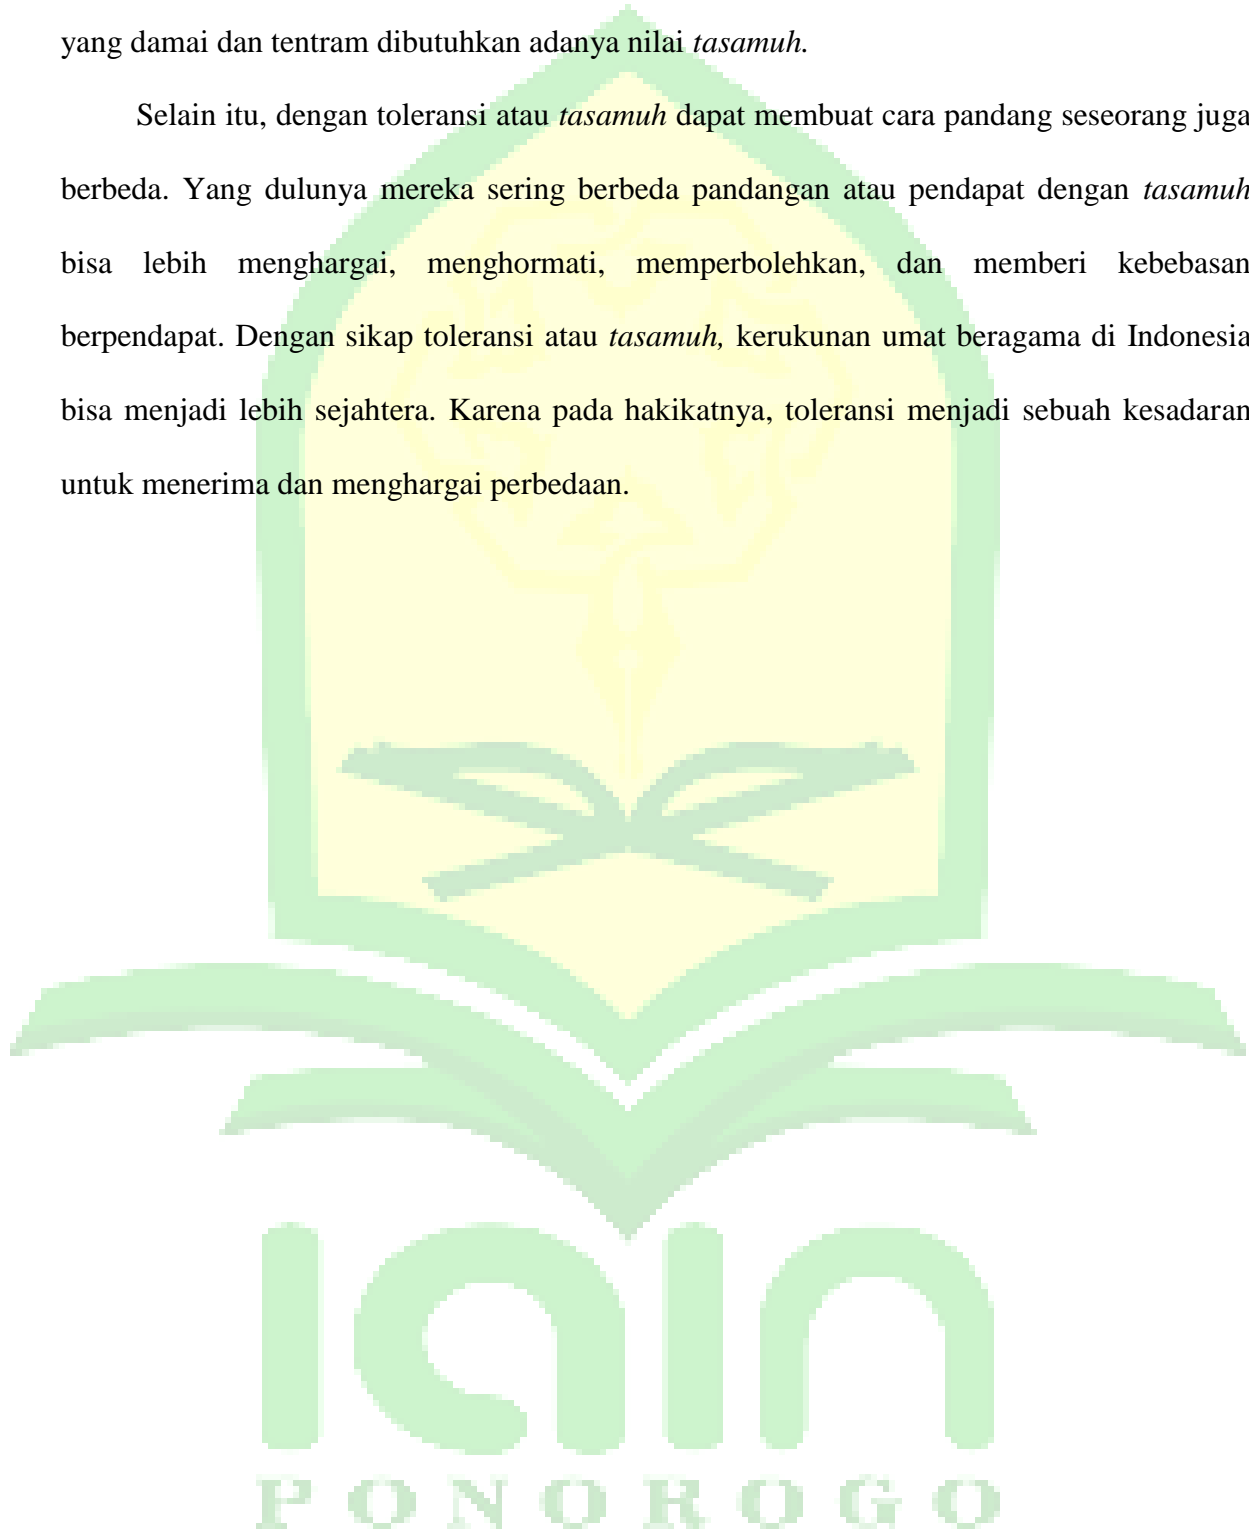 yang damai dan tentram dibutuhkan adanya nilai tasamuh.
Selain itu, dengan toleransi atau tasamuh dapat membuat cara pandang seseorang juga
berbeda. Yang dulunya mereka sering berbeda pandangan atau pendapat dengan tasamuh
bisa lebih menghargai, menghormati, memperbolehkan, dan memberi kebebasan
berpendapat. Dengan sikap toleransi atau tasamuh, kerukunan umat beragama di Indonesia
bisa menjadi lebih sejahtera. Karena pada hakikatnya, toleransi menjadi sebuah kesadaran
untuk menerima dan menghargai perbedaan.
iain
PONOROGO